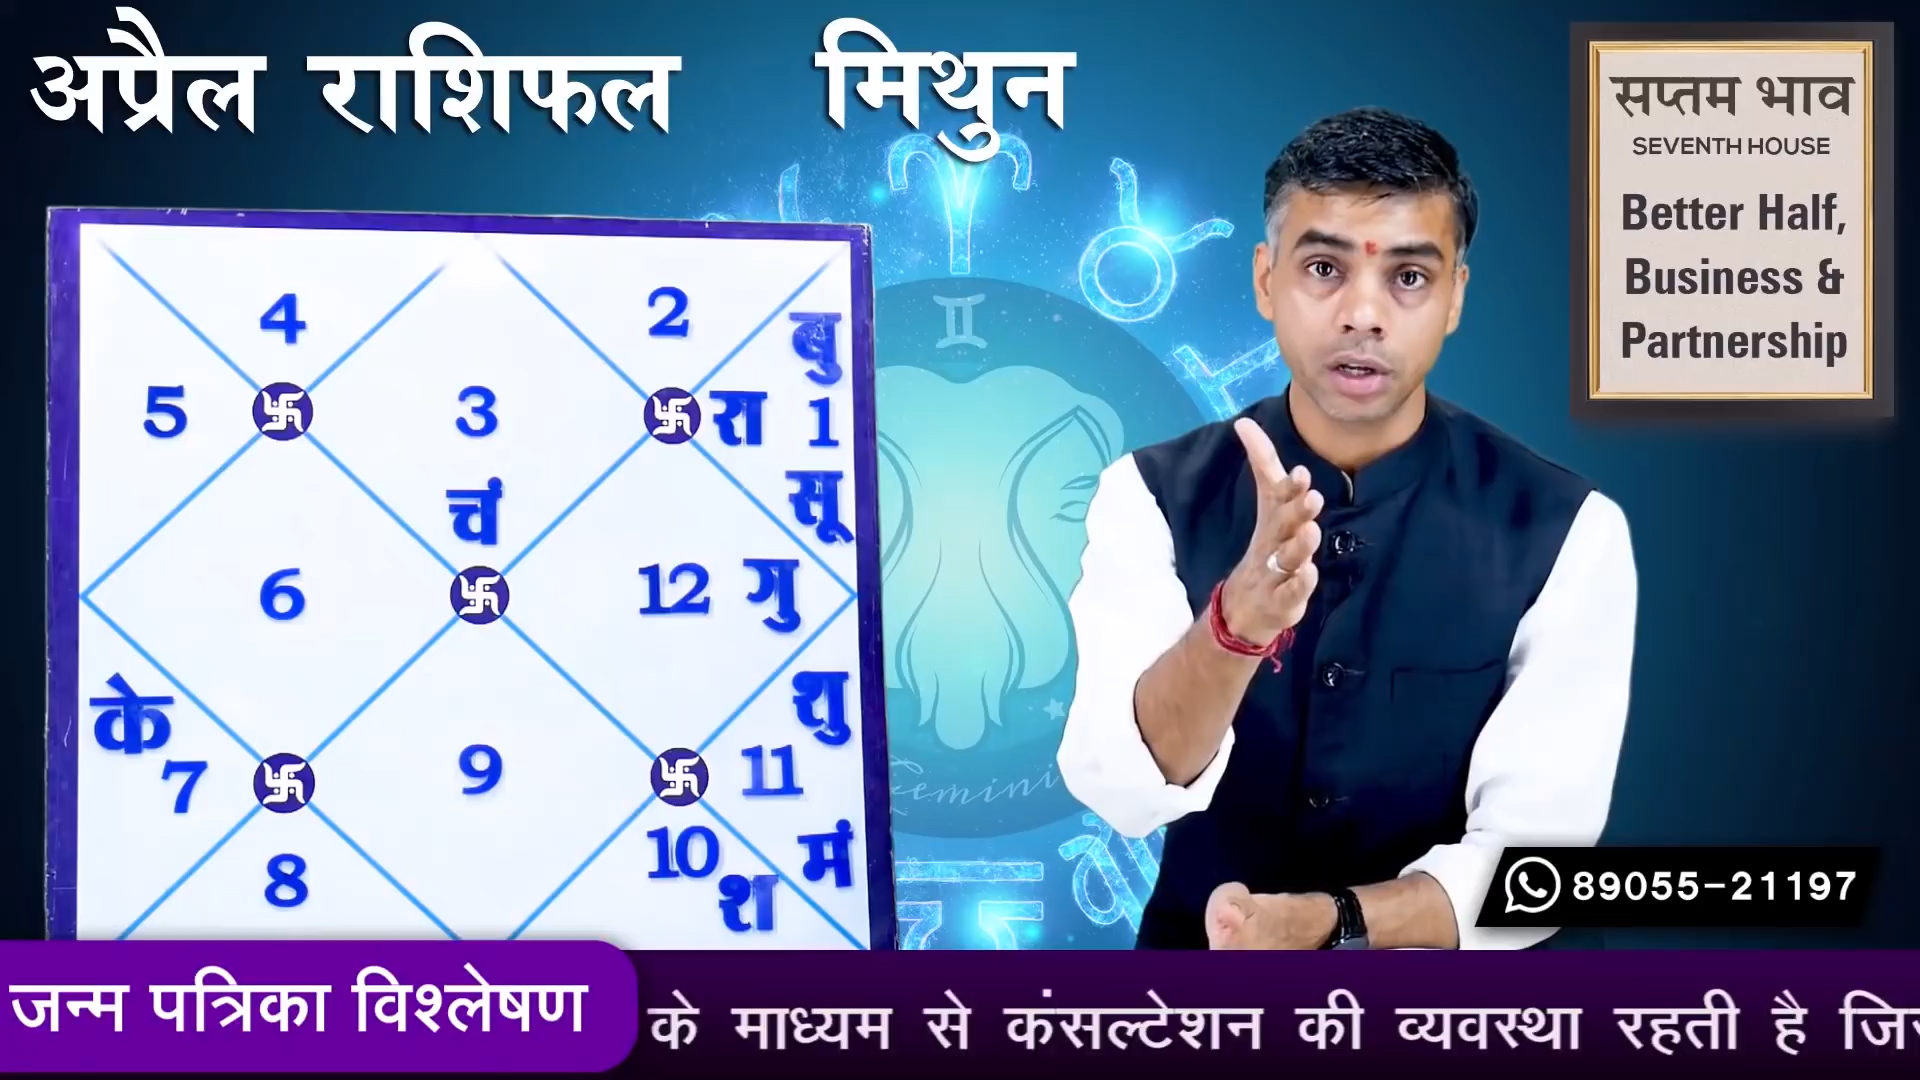 अप्रैल राशिफल मिथुन
सप्तम भाव
SEVENTH HOUSE
Better Half,
Business &
Partnership
4
2
बु
5
3
रा 1
चं
सू
6
12 गु
के
शु
7
9
11
8
10
मं
श
Gemini
89055-21197
जन्म पत्रिका विश्लेषण
के माध्यम से कंसल्टेशन की व्यवस्था रहती है